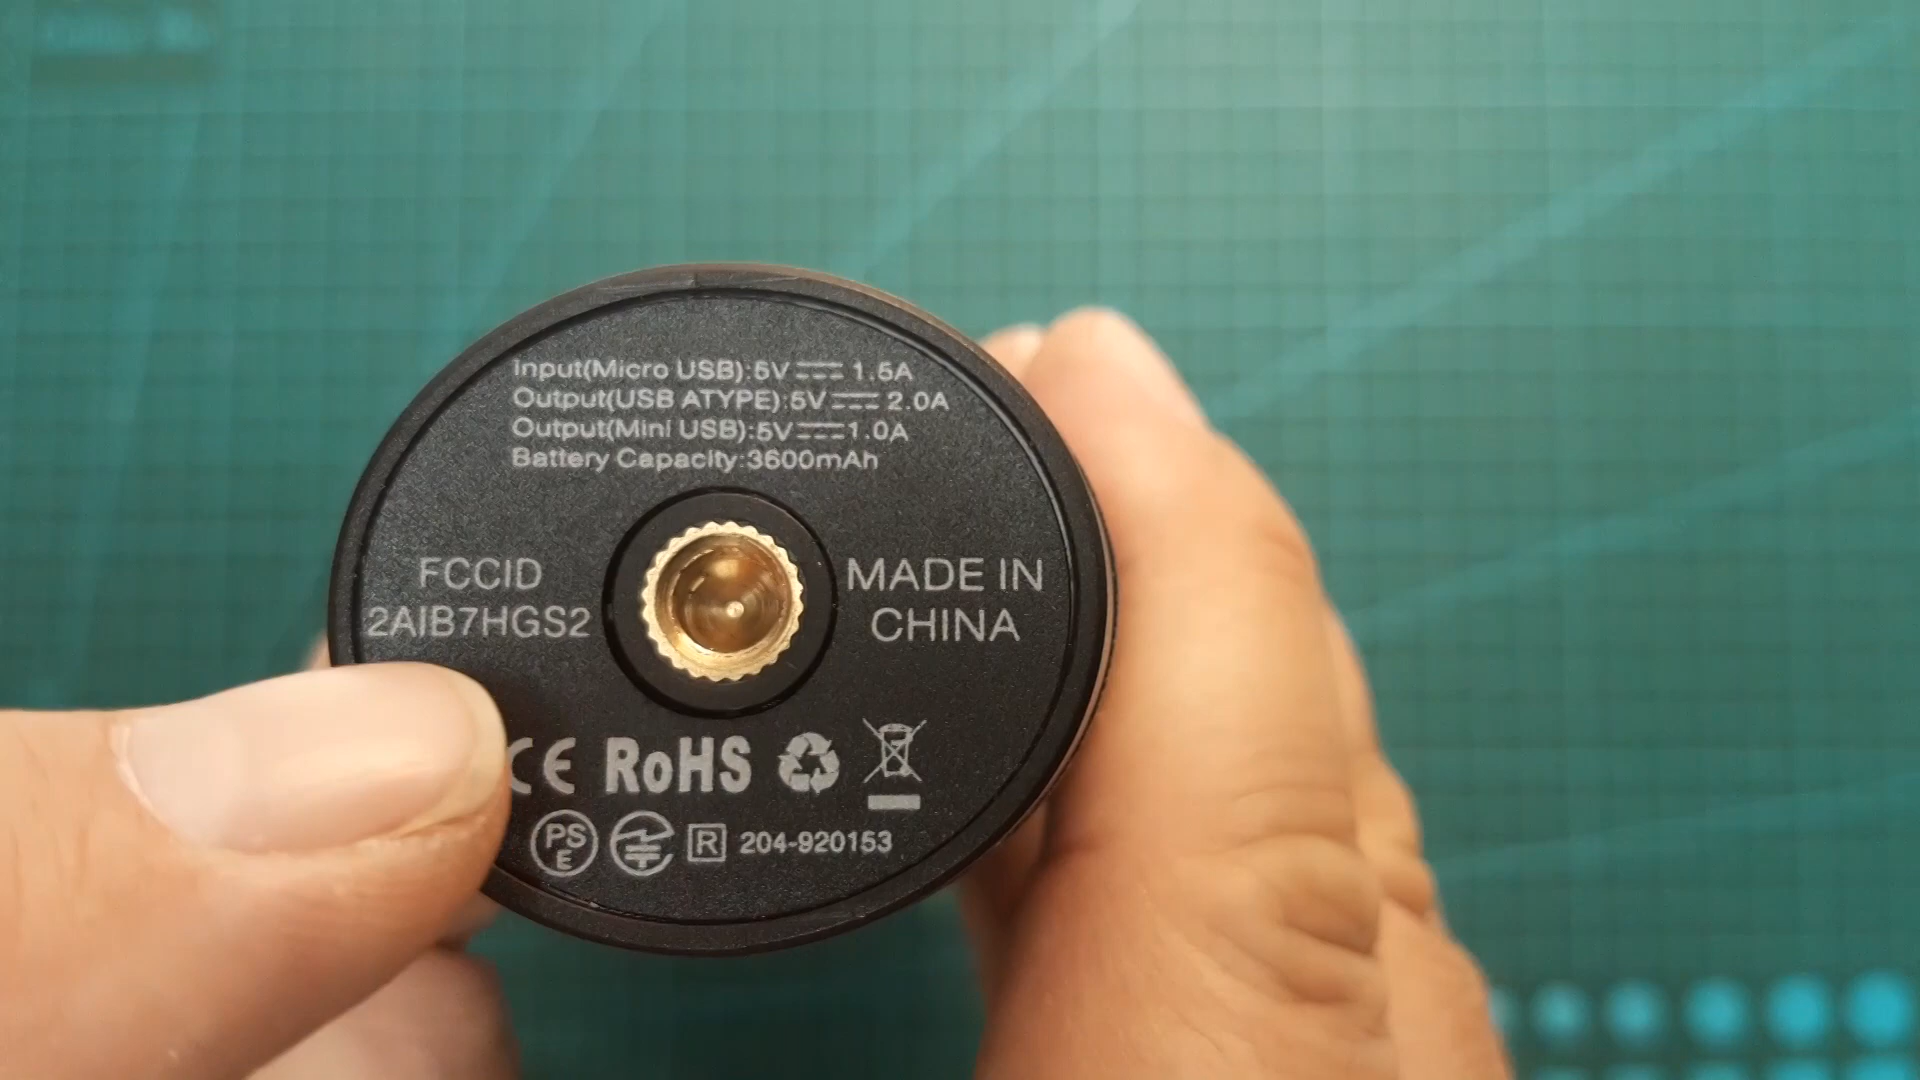 Input(Micro USB):5V⎓1.5A
Output(USB ATYPE):5V⎓2.0A
Output(Mini USB):5V⎓1.0A
Battery Capacity:3600mAh
FCCID
2AIB7HGS2
MADE IN
CHINA
CE RoHS
PS
E
R 204-920153